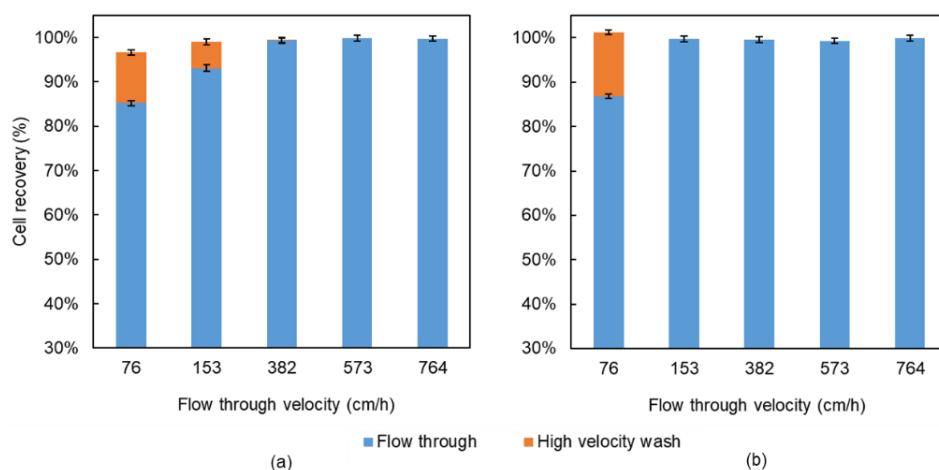 Cell recovery (%)
100%
90%
80%
70%
60%
50%
40%
30%
76 153 382 573 764
Flow through velocity (cm/h)
100%
90%
80%
70%
60%
50%
40%
30%
76 153 382 573 764
Flow through velocity (cm/h)
Flow through High velocity wash
(a) (b)